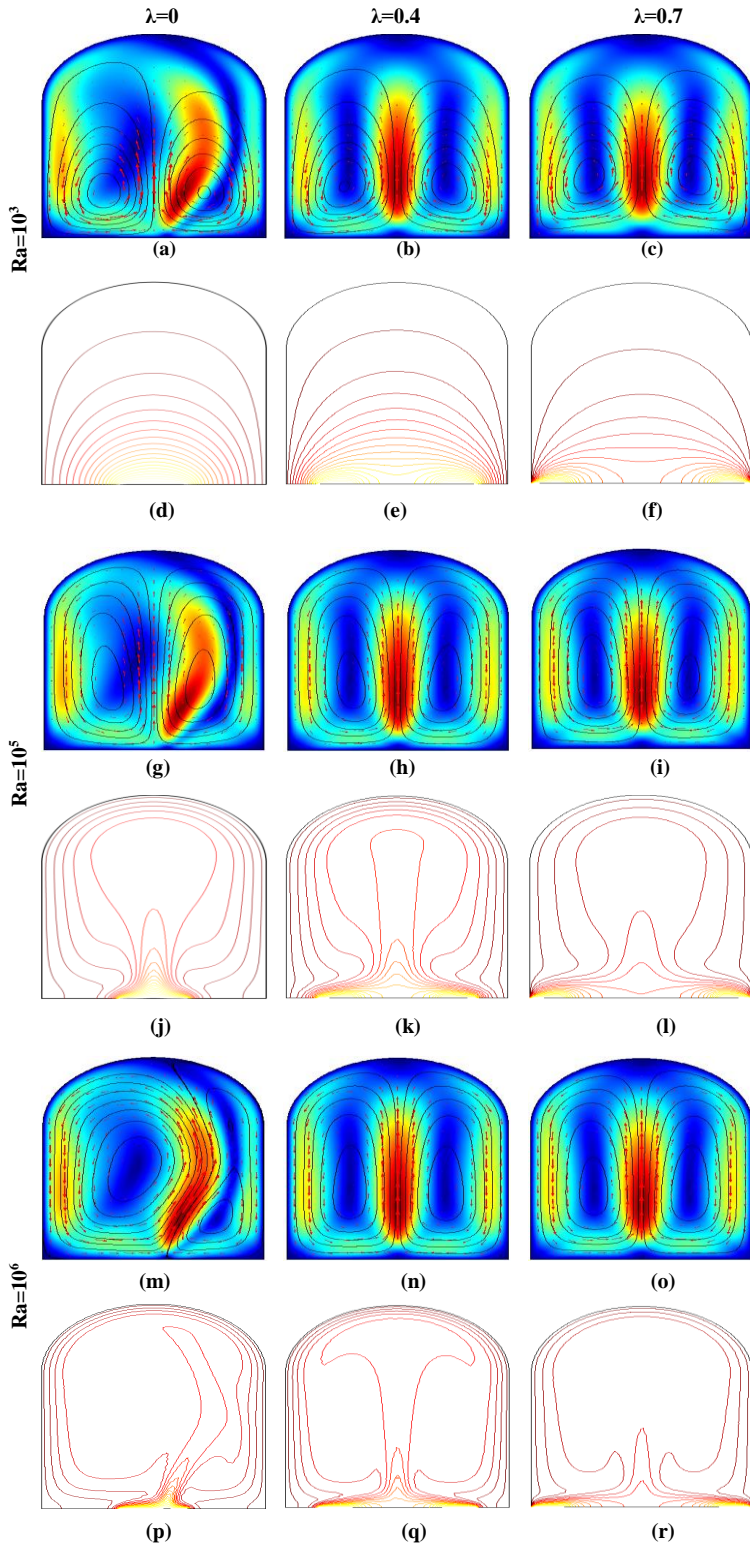 λ=0 λ=0.4 λ=0.7
Ra=10³
(a) (b) (c)
(d) (e) (f)
Ra=10⁵
(g) (h) (i)
(j) (k) (l)
Ra=10⁶
(m) (n) (o)
(p) (q) (r)